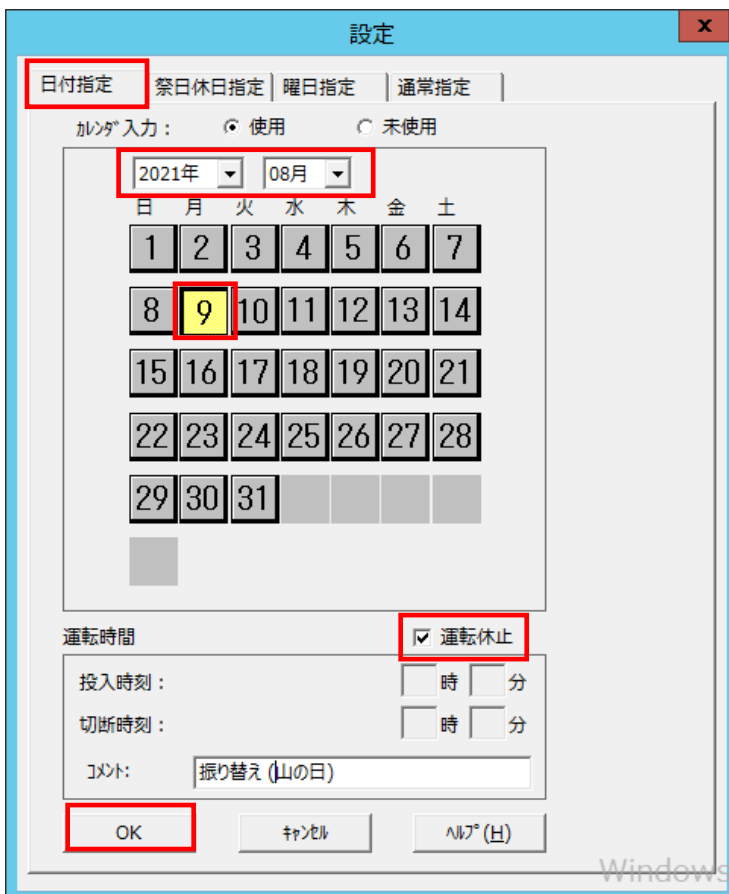 設定
x
日付指定 祭日休日指定 曜日指定 通常指定
ｶﾚﾝﾀﾞ入力： 使用 未使用
2021年 08月
日 月 火 水 木 金 土
1 2 3 4 5 6 7
8 9 10 11 12 13 14
15 16 17 18 19 20 21
22 23 24 25 26 27 28
29 30 31
運転時間 運転休止
投入時刻： 時 分
切断時刻： 時 分
ｺﾒﾝﾄ: 振り替え (山の日)
OK ｷｬﾝｾﾙ ﾍﾙﾌﾟ(H)
Windows